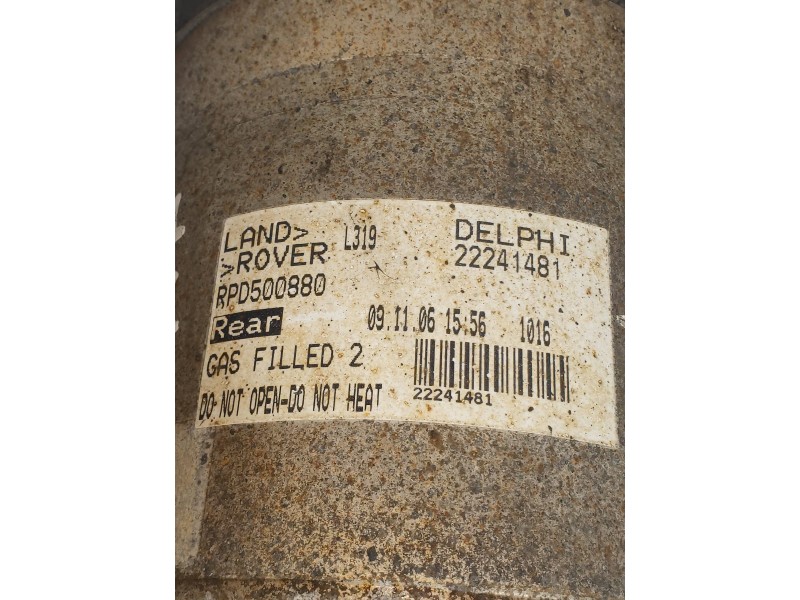 LAND> L319 DELPHI
>ROVER 22241481
RPD500880
Rear 09.11.06 15:56 1016
GAS FILLED 2
DO NOT OPEN-DO NOT HEAT 22241481